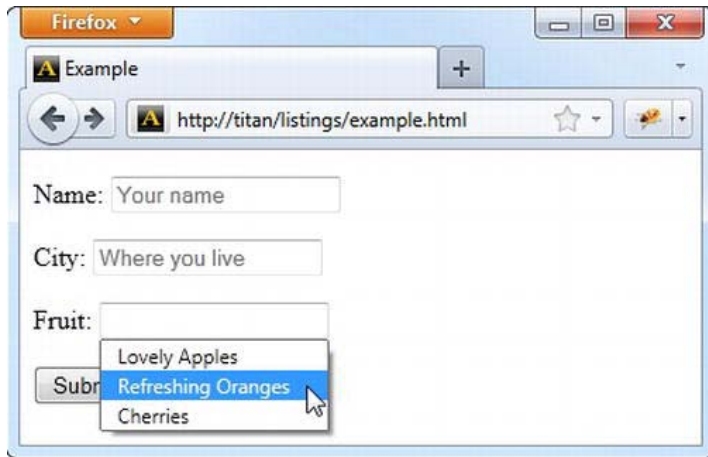 Firefox
A Example
A http://titan/listings/example.html
Name: Your name
City: Where you live
Fruit:
Lovely Apples
Subr Refreshing Oranges
Cherries